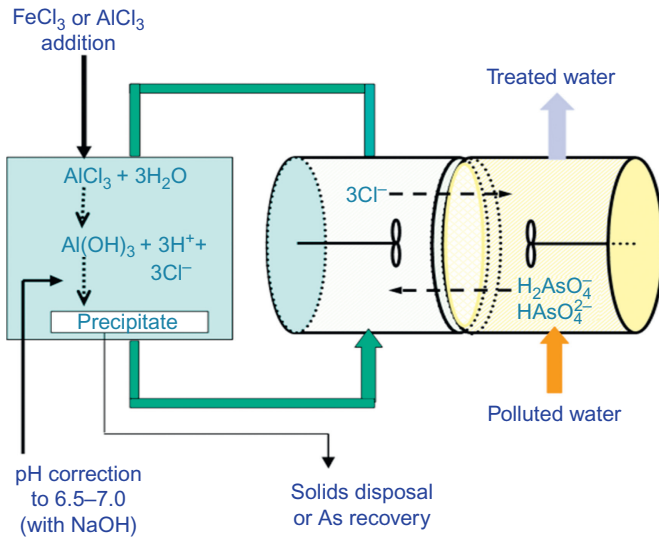 FeCl₃ or AlCl₃
addition
AlCl₃ + 3H₂O
Al(OH)₃ + 3H⁺+
3Cl⁻
Precipitate
pH correction
to 6.5–7.0
(with NaOH)
Solids disposal
or As recovery
3Cl⁻
H₂AsO₄⁻
HAsO₄²⁻
Treated water
Polluted water